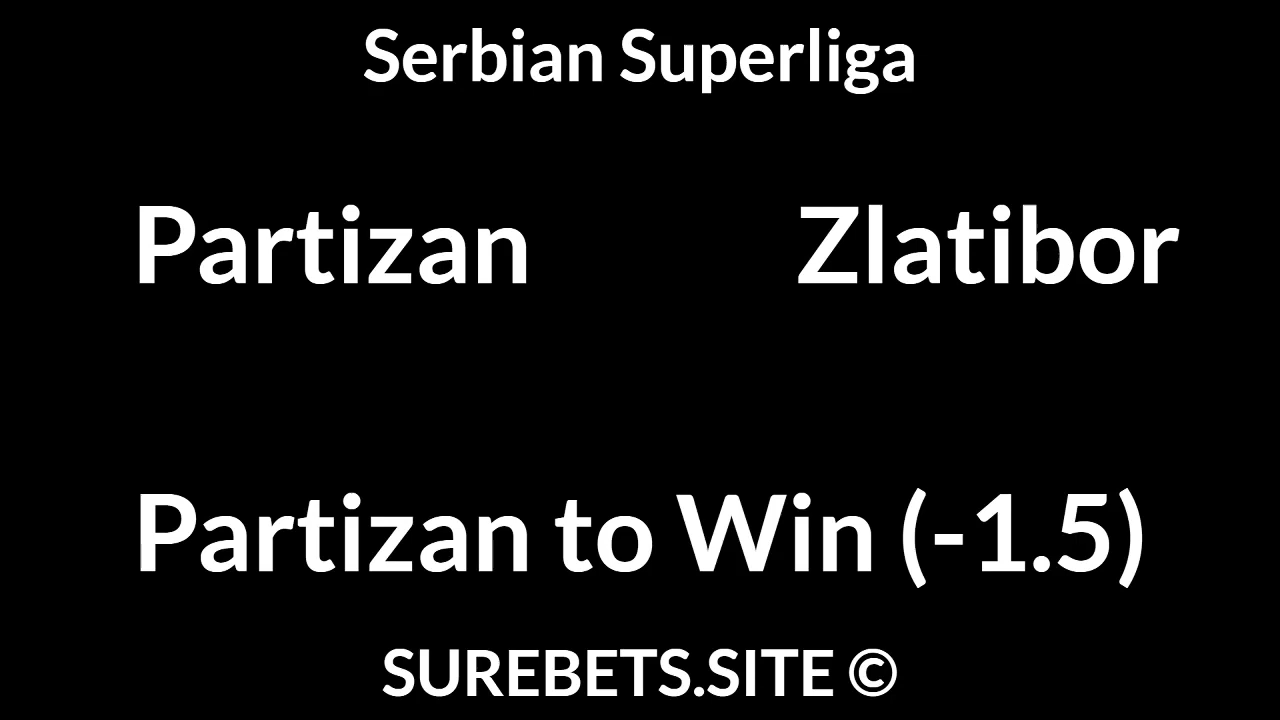 Serbian Superliga
Partizan Zlatibor
Partizan to Win (-1.5)
SUREBETS.SITE ©